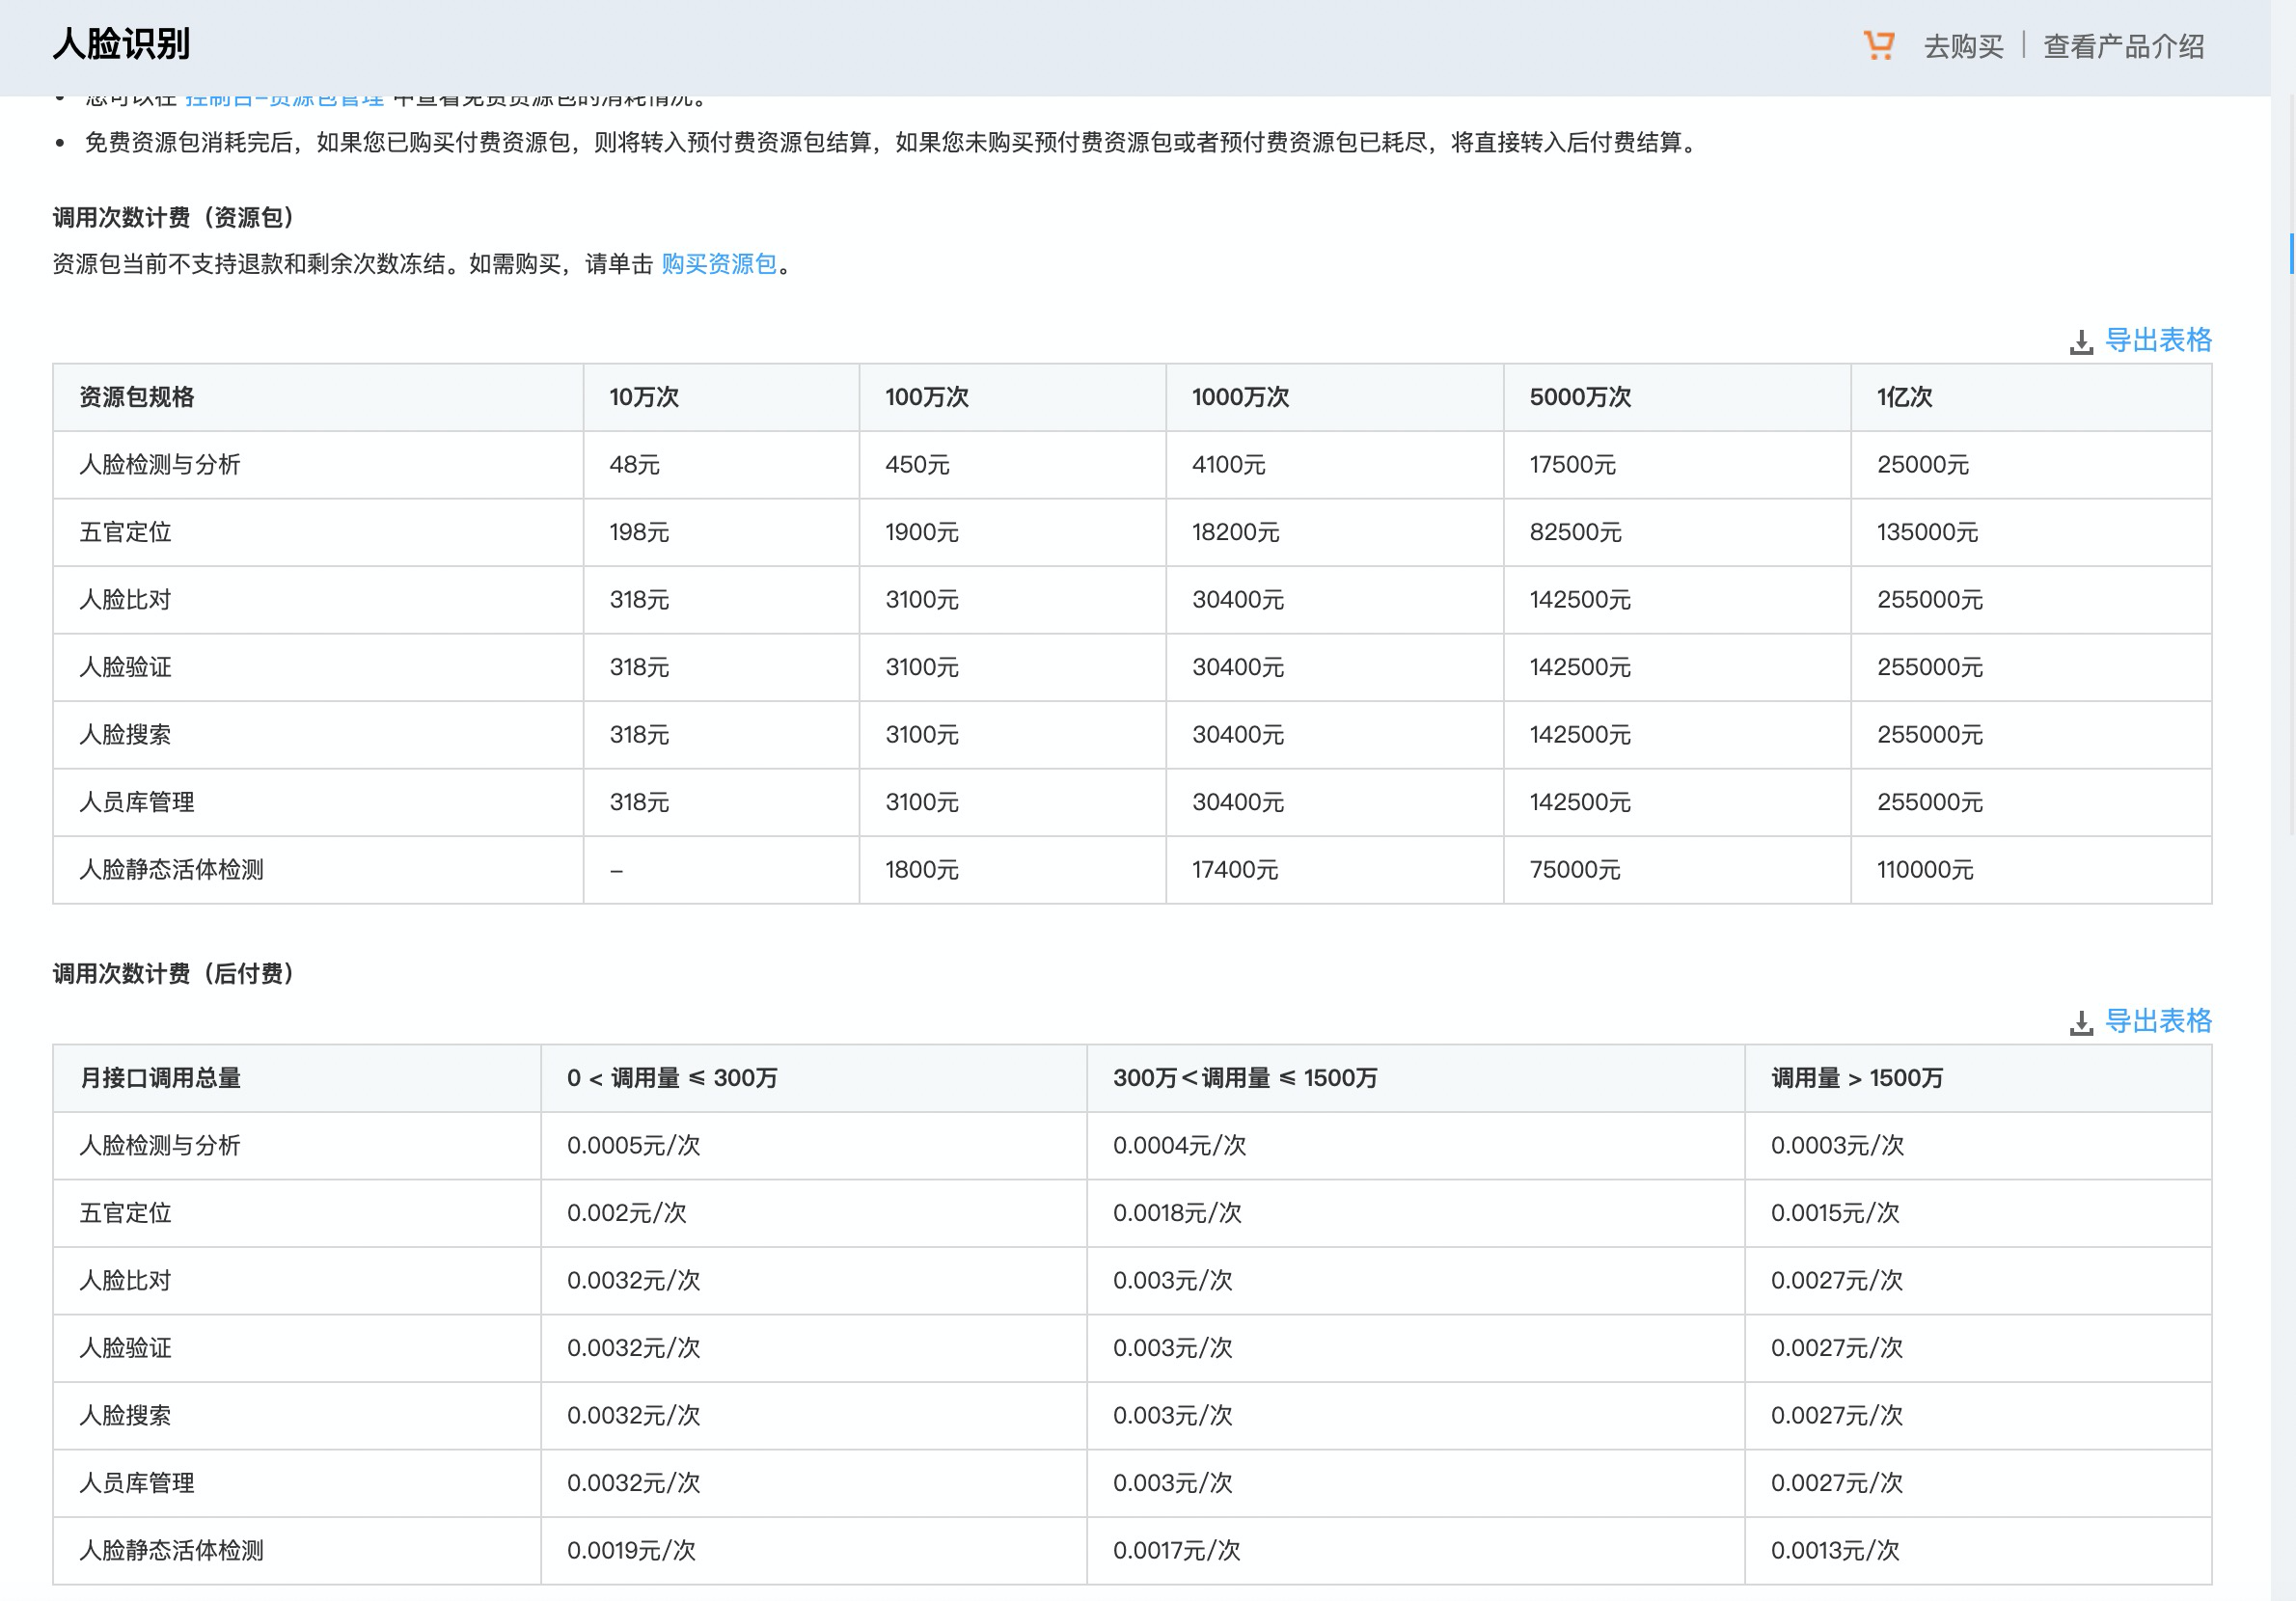 人脸识别
去购买 | 查看产品介绍
• 您可以在 控制台-资源包管理 中查看免费资源包的消耗情况。
• 免费资源包消耗完后，如果您已购买付费资源包，则将转入预付费资源包结算，如果您未购买预付费资源包或者预付费资源包已耗尽，将直接转入后付费结算。
调用次数计费（资源包）
资源包当前不支持退款和剩余次数冻结。如需购买，请单击 购买资源包。
导出表格
资源包规格 10万次 100万次 1000万次 5000万次 1亿次
人脸检测与分析 48元 450元 4100元 17500元 25000元
五官定位 198元 1900元 18200元 82500元 135000元
人脸比对 318元 3100元 30400元 142500元 255000元
人脸验证 318元 3100元 30400元 142500元 255000元
人脸搜索 318元 3100元 30400元 142500元 255000元
人员库管理 318元 3100元 30400元 142500元 255000元
人脸静态活体检测 – 1800元 17400元 75000元 110000元
调用次数计费（后付费）
导出表格
月接口调用总量 0 < 调用量 ≤ 300万 300万＜调用量 ≤ 1500万 调用量 > 1500万
人脸检测与分析 0.0005元/次 0.0004元/次 0.0003元/次
五官定位 0.002元/次 0.0018元/次 0.0015元/次
人脸比对 0.0032元/次 0.003元/次 0.0027元/次
人脸验证 0.0032元/次 0.003元/次 0.0027元/次
人脸搜索 0.0032元/次 0.003元/次 0.0027元/次
人员库管理 0.0032元/次 0.003元/次 0.0027元/次
人脸静态活体检测 0.0019元/次 0.0017元/次 0.0013元/次